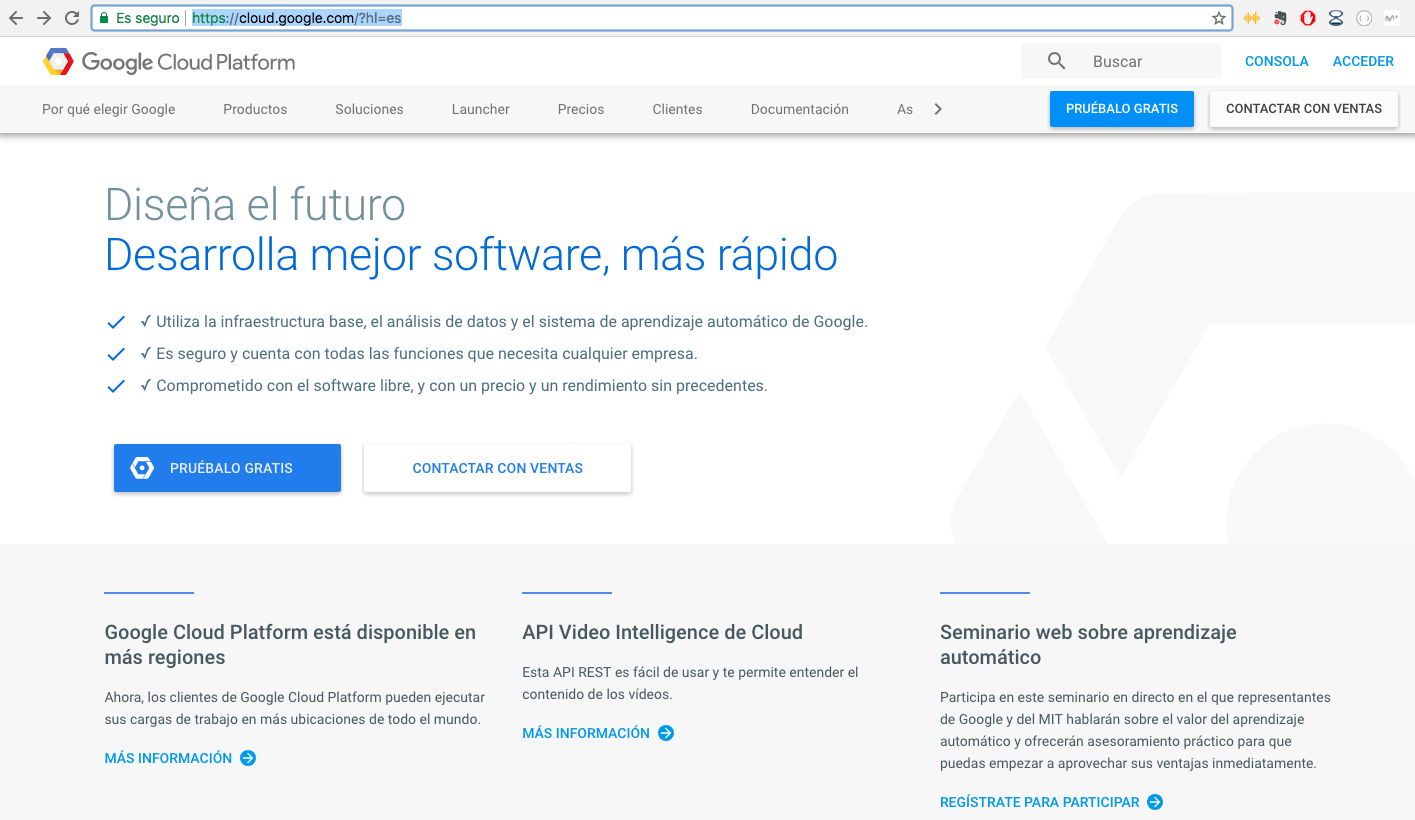 Es seguro https://cloud.google.com/?hl=es
Google Cloud Platform
Buscar
CONSOLA
ACCEDER
Por qué elegir Google
Productos
Soluciones
Launcher
Precios
Clientes
Documentación
As
PRUÉBALO GRATIS
CONTACTAR CON VENTAS
Diseña el futuro
Desarrolla mejor software, más rápido
✓ Utiliza la infraestructura base, el análisis de datos y el sistema de aprendizaje automático de Google.
✓ Es seguro y cuenta con todas las funciones que necesita cualquier empresa.
✓ Comprometido con el software libre, y con un precio y un rendimiento sin precedentes.
PRUÉBALO GRATIS
CONTACTAR CON VENTAS
Google Cloud Platform está disponible en
más regiones
Ahora, los clientes de Google Cloud Platform pueden ejecutar
sus cargas de trabajo en más ubicaciones de todo el mundo.
MÁS INFORMACIÓN
API Video Intelligence de Cloud
Esta API REST es fácil de usar y te permite entender el
contenido de los vídeos.
MÁS INFORMACIÓN
Seminario web sobre aprendizaje
automático
Participa en este seminario en directo en el que representantes
de Google y del MIT hablarán sobre el valor del aprendizaje
automático y ofrecerán asesoramiento práctico para que
puedas empezar a aprovechar sus ventajas inmediatamente.
REGÍSTRATE PARA PARTICIPAR